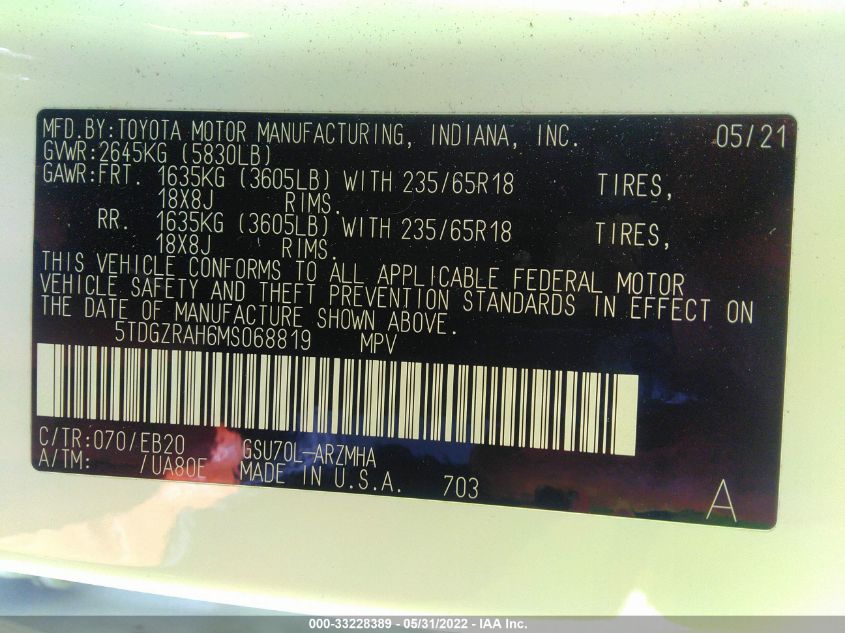 MFD.BY:TOYOTA MOTOR MANUFACTURING, INDIANA, INC. 05/21
GVWR:2645KG (5830LB)
GAWR:FRT. 1635KG (3605LB) WITH 235/65R18 TIRES,
18X8J RIMS.
RR. 1635KG (3605LB) WITH 235/65R18 TIRES,
18X8J RIMS.
THIS VEHICLE CONFORMS TO ALL APPLICABLE FEDERAL MOTOR
VEHICLE SAFETY AND THEFT PREVENTION STANDARDS IN EFFECT ON
THE DATE OF MANUFACTURE SHOWN ABOVE.
5TDGZRAH6MS068819 MPV
C/TR:070/EB20 GSU70L-ARZMHA
A/TM: /UA80E MADE IN U.S.A. 703
A
000-33228389 - 05/31/2022 - IAA Inc.